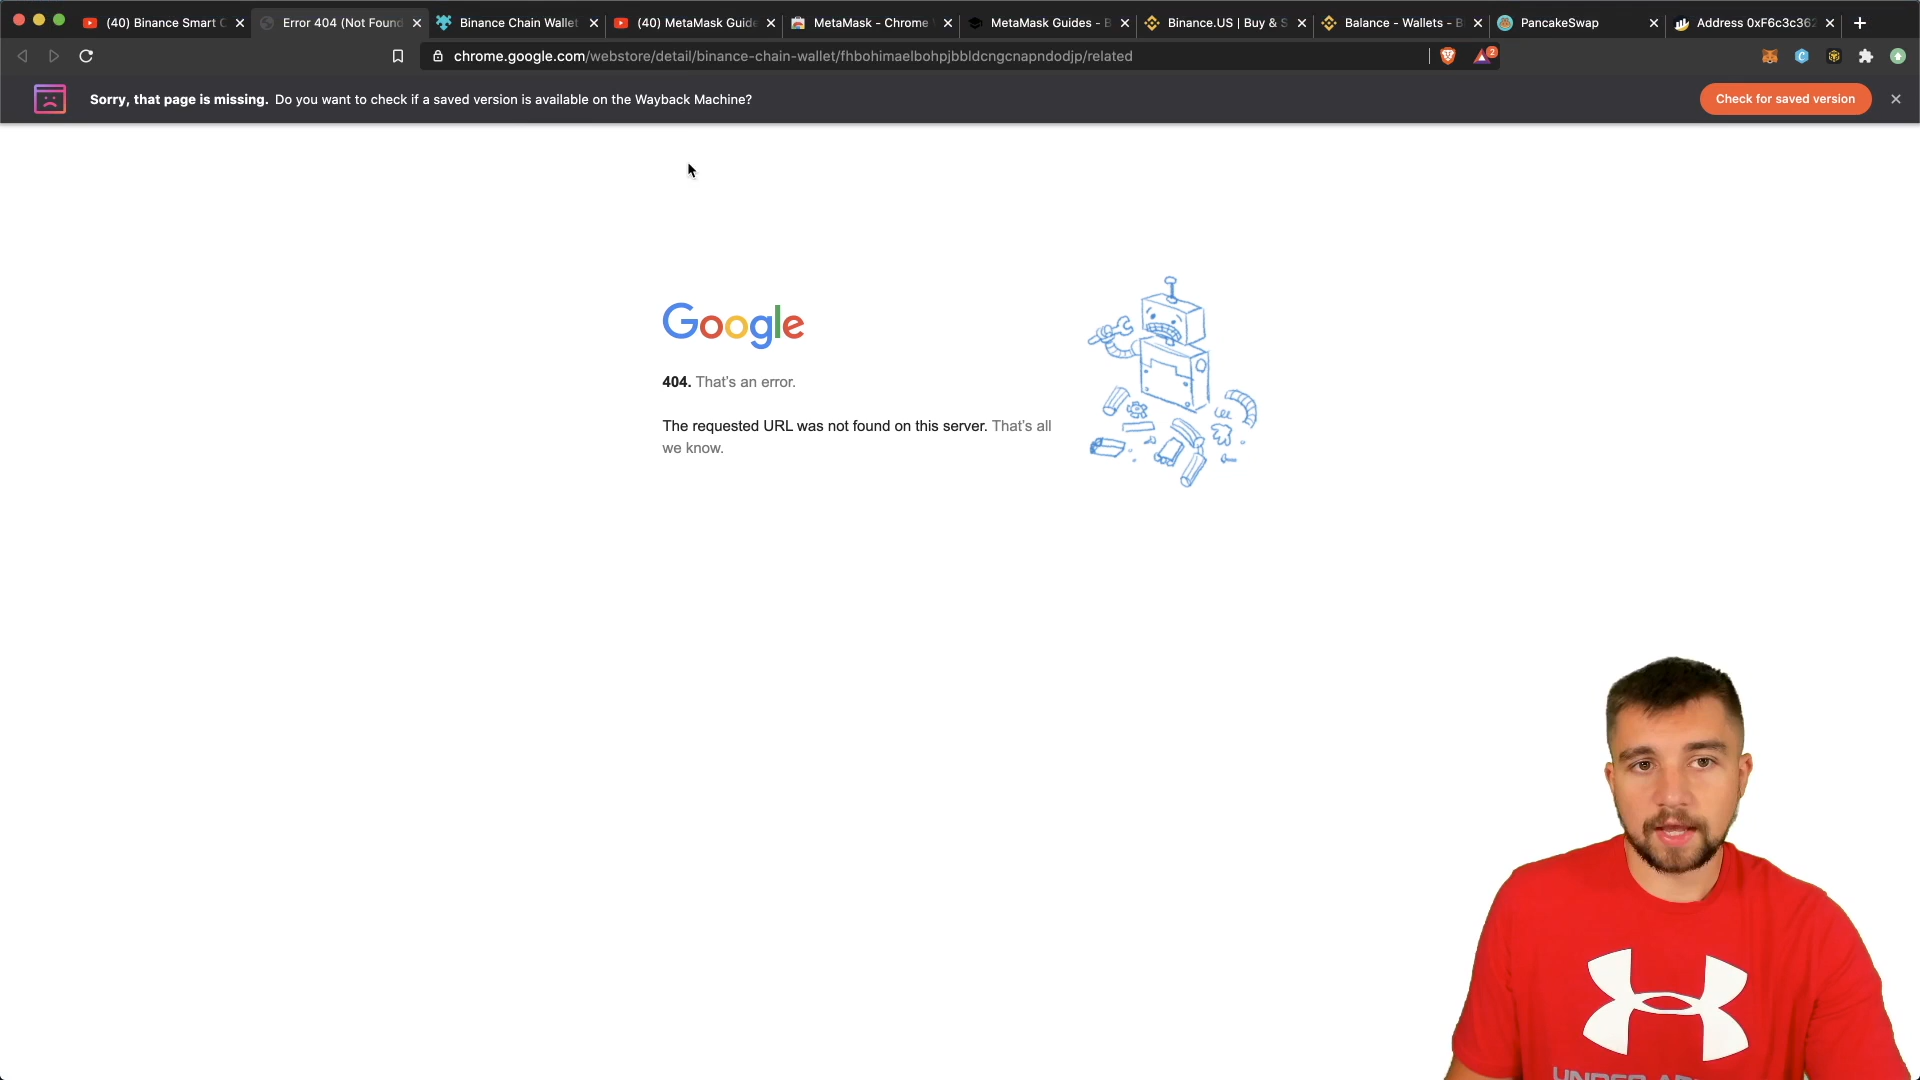 (40) Binance Smart C
Error 404 (Not Found
Binance Chain Wallet
(40) MetaMask Guide
MetaMask - Chrome
MetaMask Guides - B
Binance.US | Buy & S
Balance - Wallets - B
PancakeSwap
Address 0xF6c3c362
chrome.google.com/webstore/detail/binance-chain-wallet/fhbohimaelbohpjbbldcngcnapndodjp/related
2
Sorry, that page is missing. Do you want to check if a saved version is available on the Wayback Machine?
Check for saved version
Google
404. That's an error.
The requested URL was not found on this server. That's all
we know.